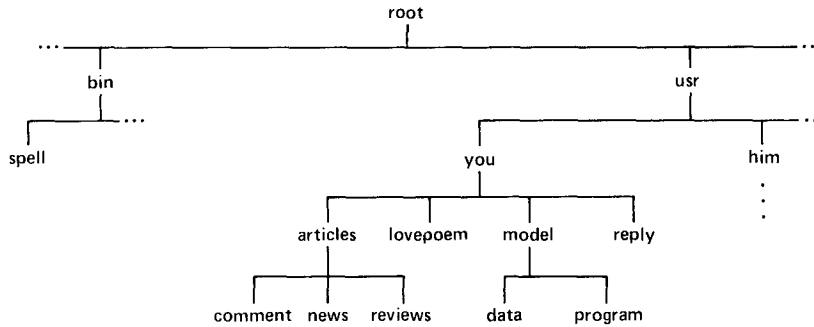 root
... ...
bin usr
... ...
spell you him
articles lovepoem model reply
comment news reviews data program